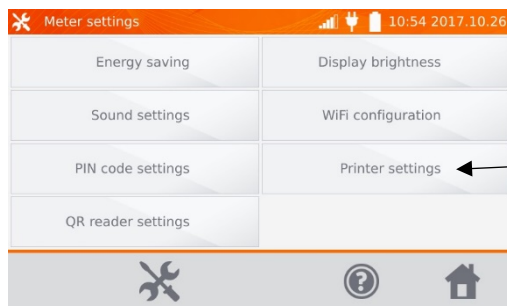 Meter settings 10:54 2017.10.26
Energy saving Display brightness
Sound settings WiFi configuration
PIN code settings Printer settings
QR reader settings
?